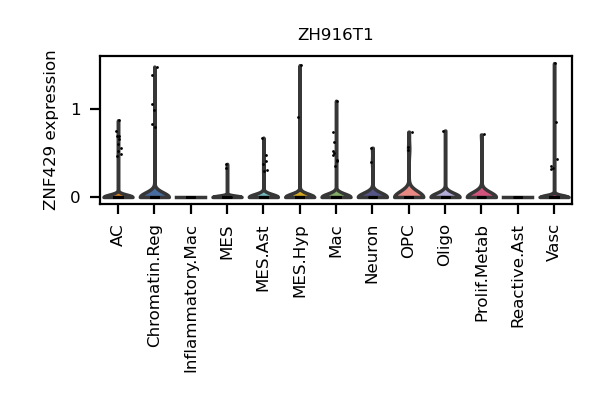 ZH916T1
ZNF429 expression
1
0
AC
Chromatin.Reg
Inflammatory.Mac
MES
MES.Ast
MES.Hyp
Mac
Neuron
OPC
Oligo
Prolif.Metab
Reactive.Ast
Vasc